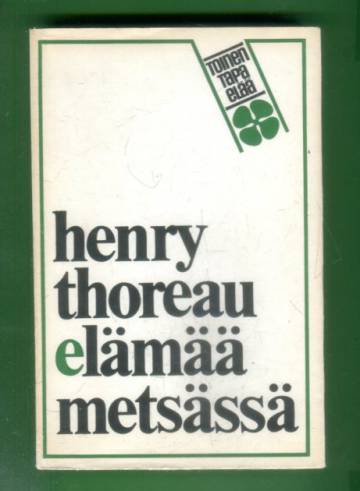 TOINEN
TAPA
ELÄÄ
henry
thoreau
elämää
metsässä